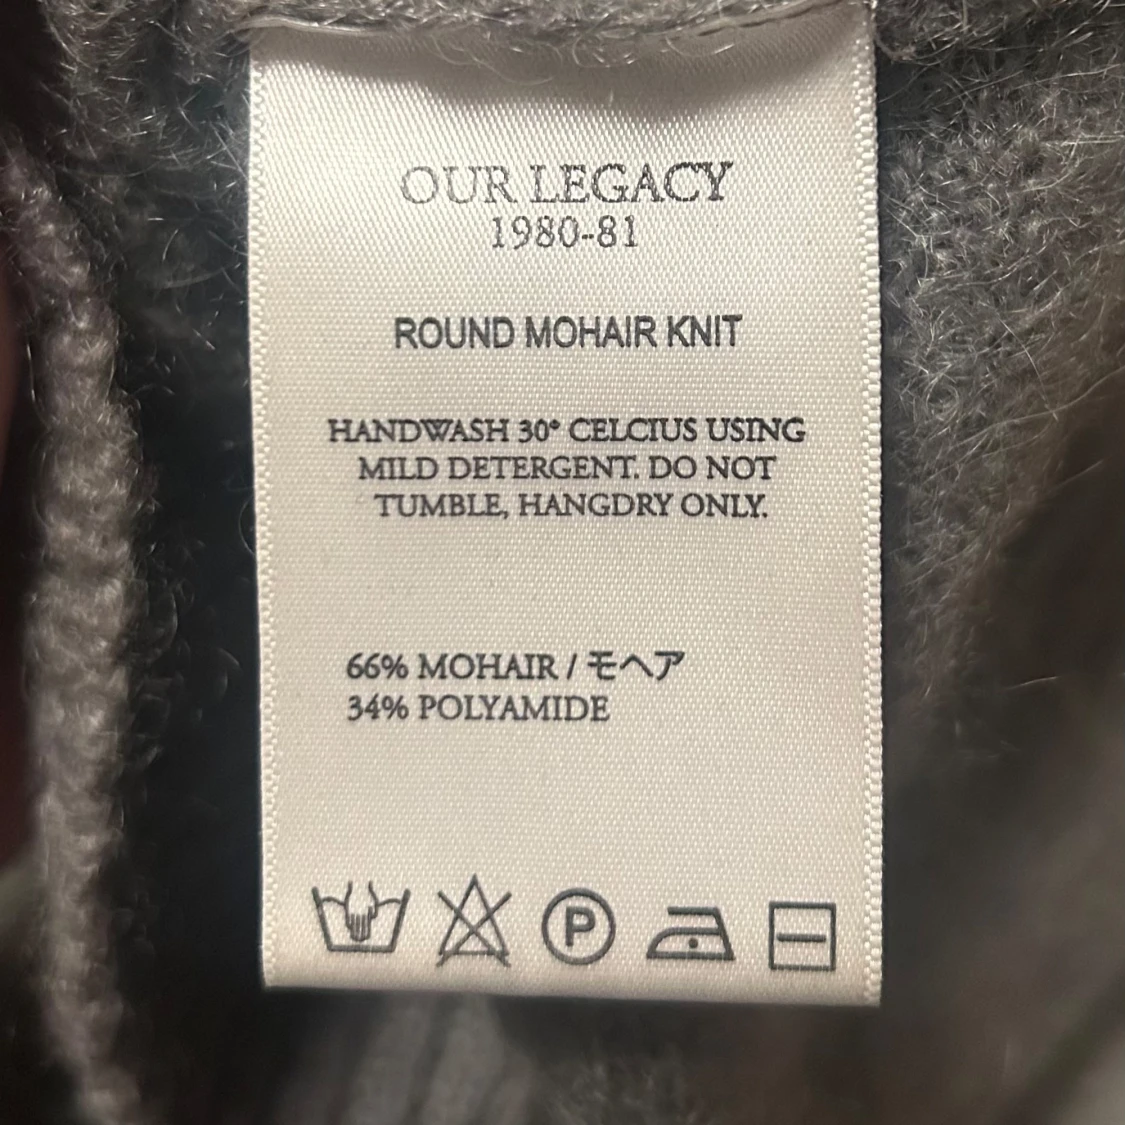 OUR LEGACY
1980-81
ROUND MOHAIR KNIT
HANDWASH 30° CELCIUS USING
MILD DETERGENT. DO NOT
TUMBLE, HANGDRY ONLY.
66% MOHAIR / モヘア
34% POLYAMIDE
P